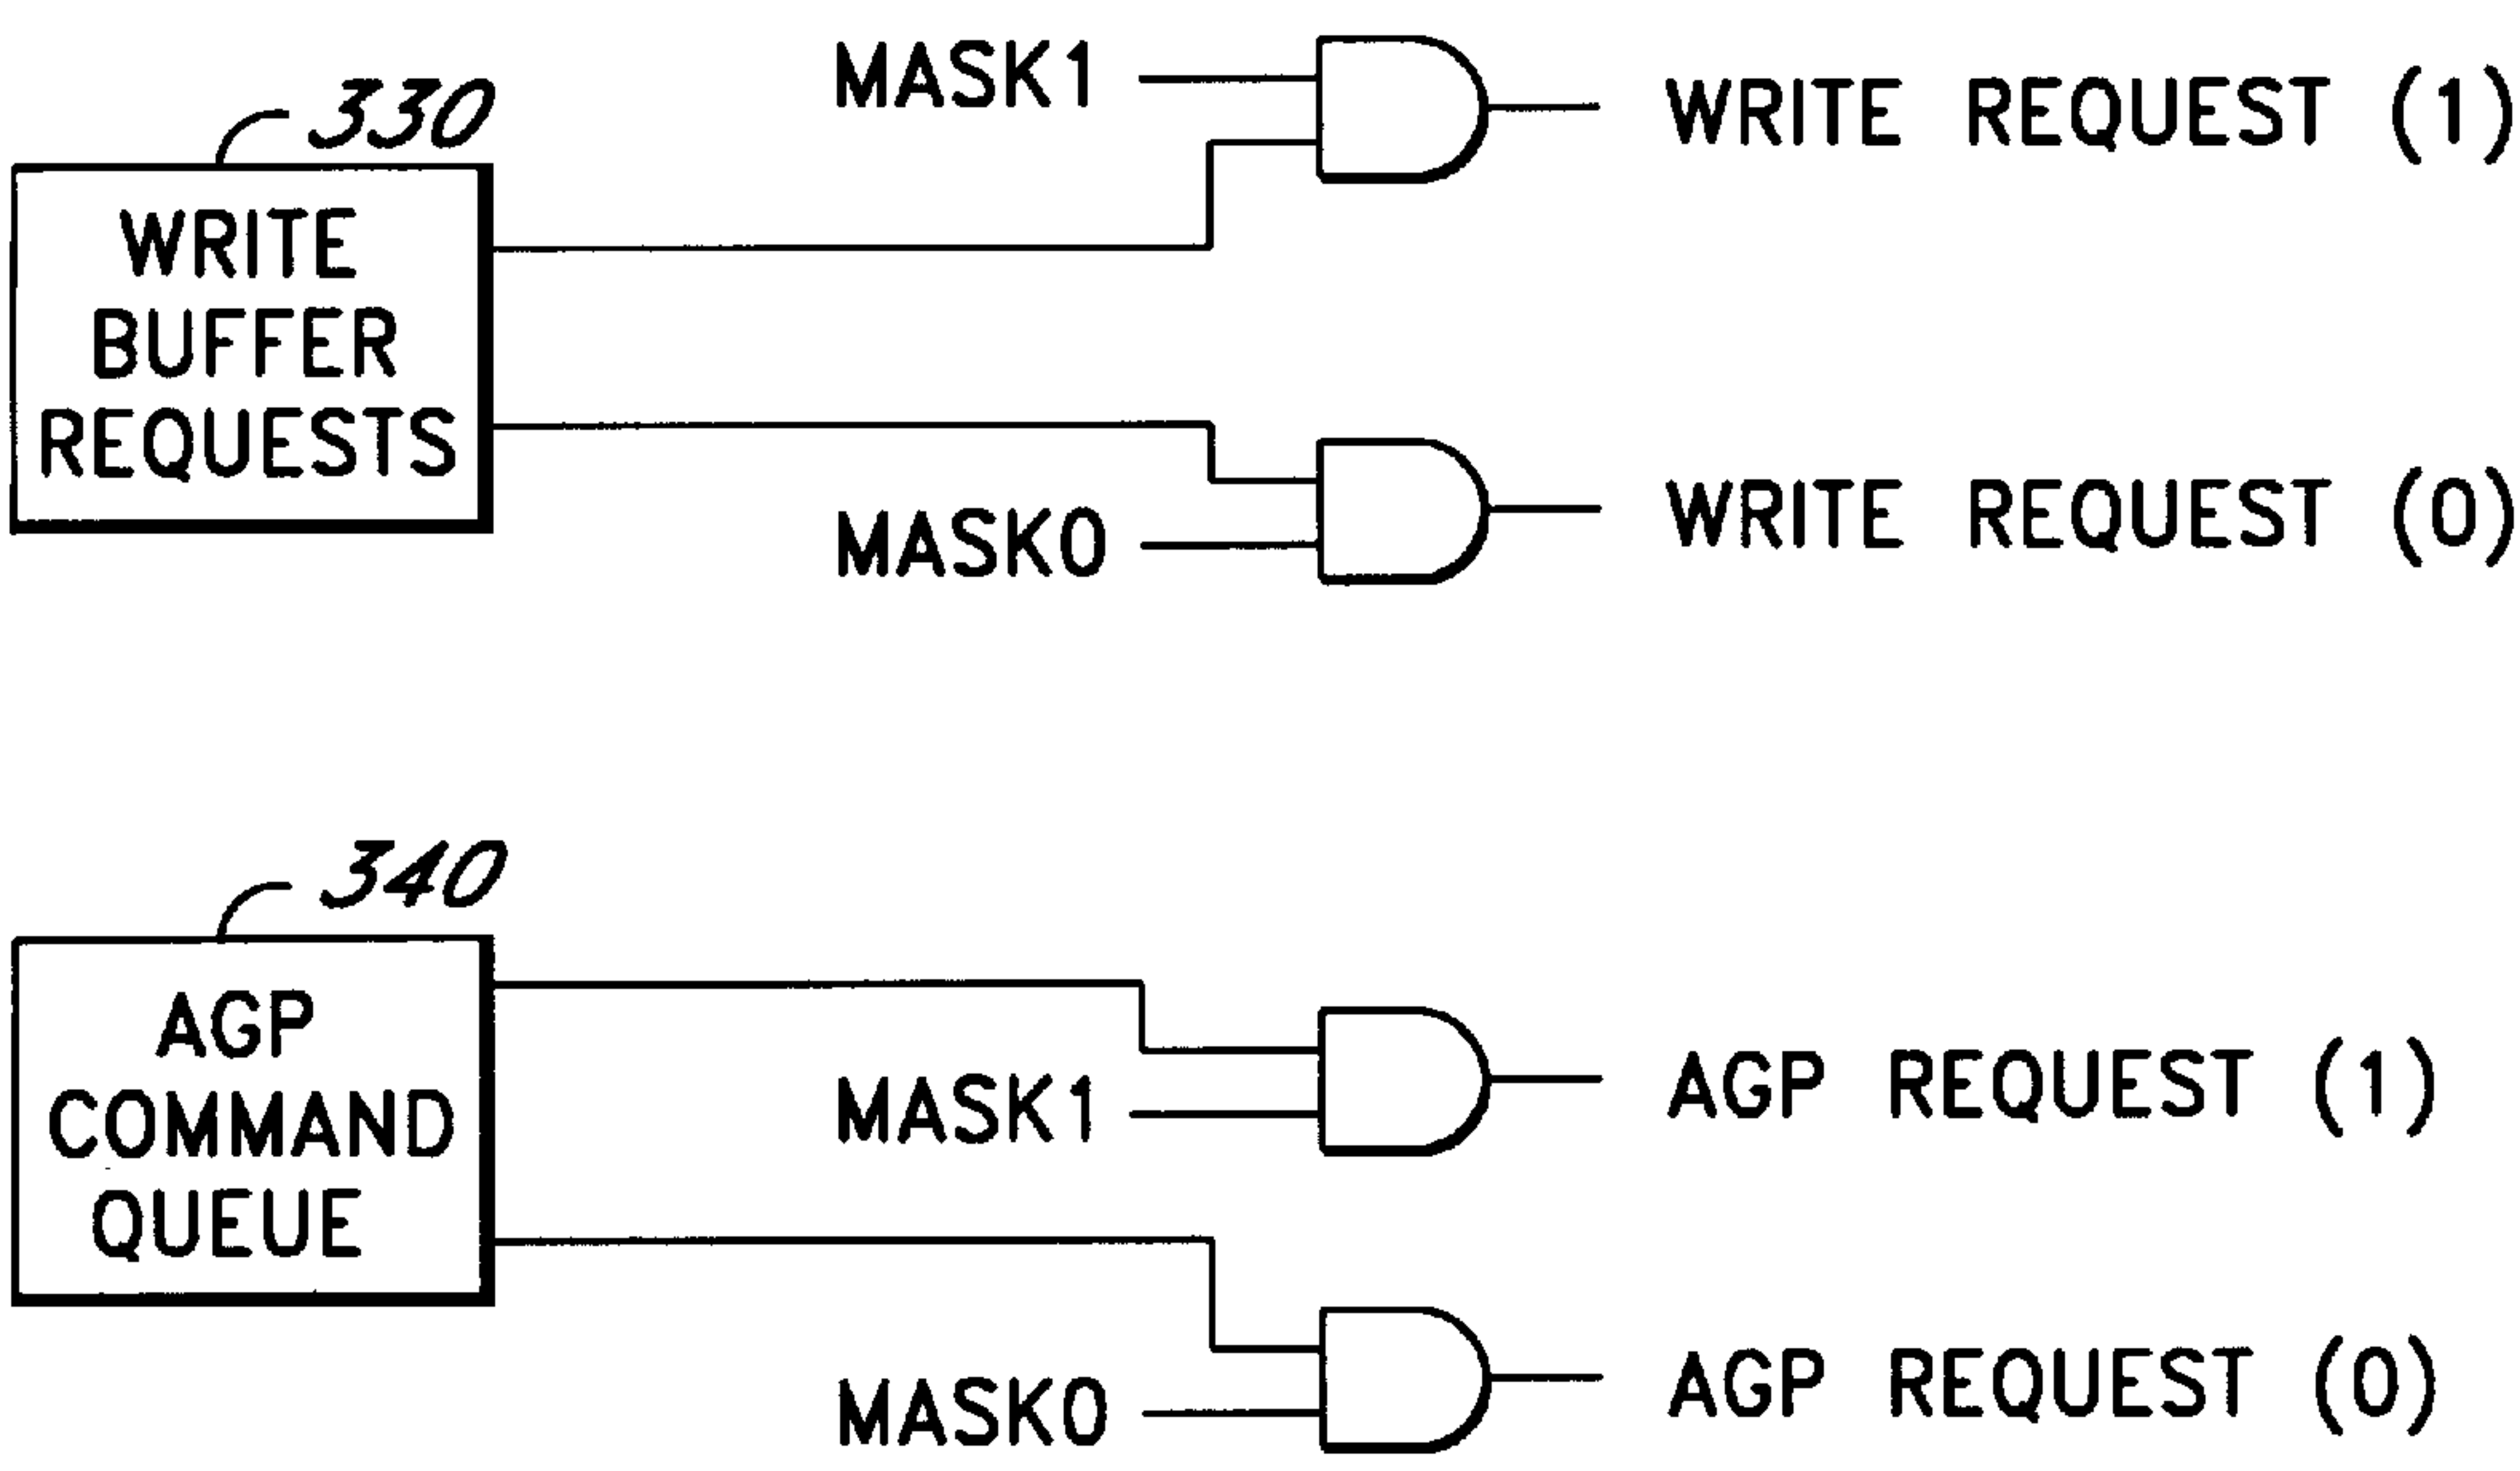 MASK1
WRITE REQUEST (1)
330
WRITE
BUFFER
REQUESTS
MASK0
WRITE REQUEST (0)
340
AGP
COMMAND
QUEUE
MASK1
AGP REQUEST (1)
MASK0
AGP REQUEST (0)